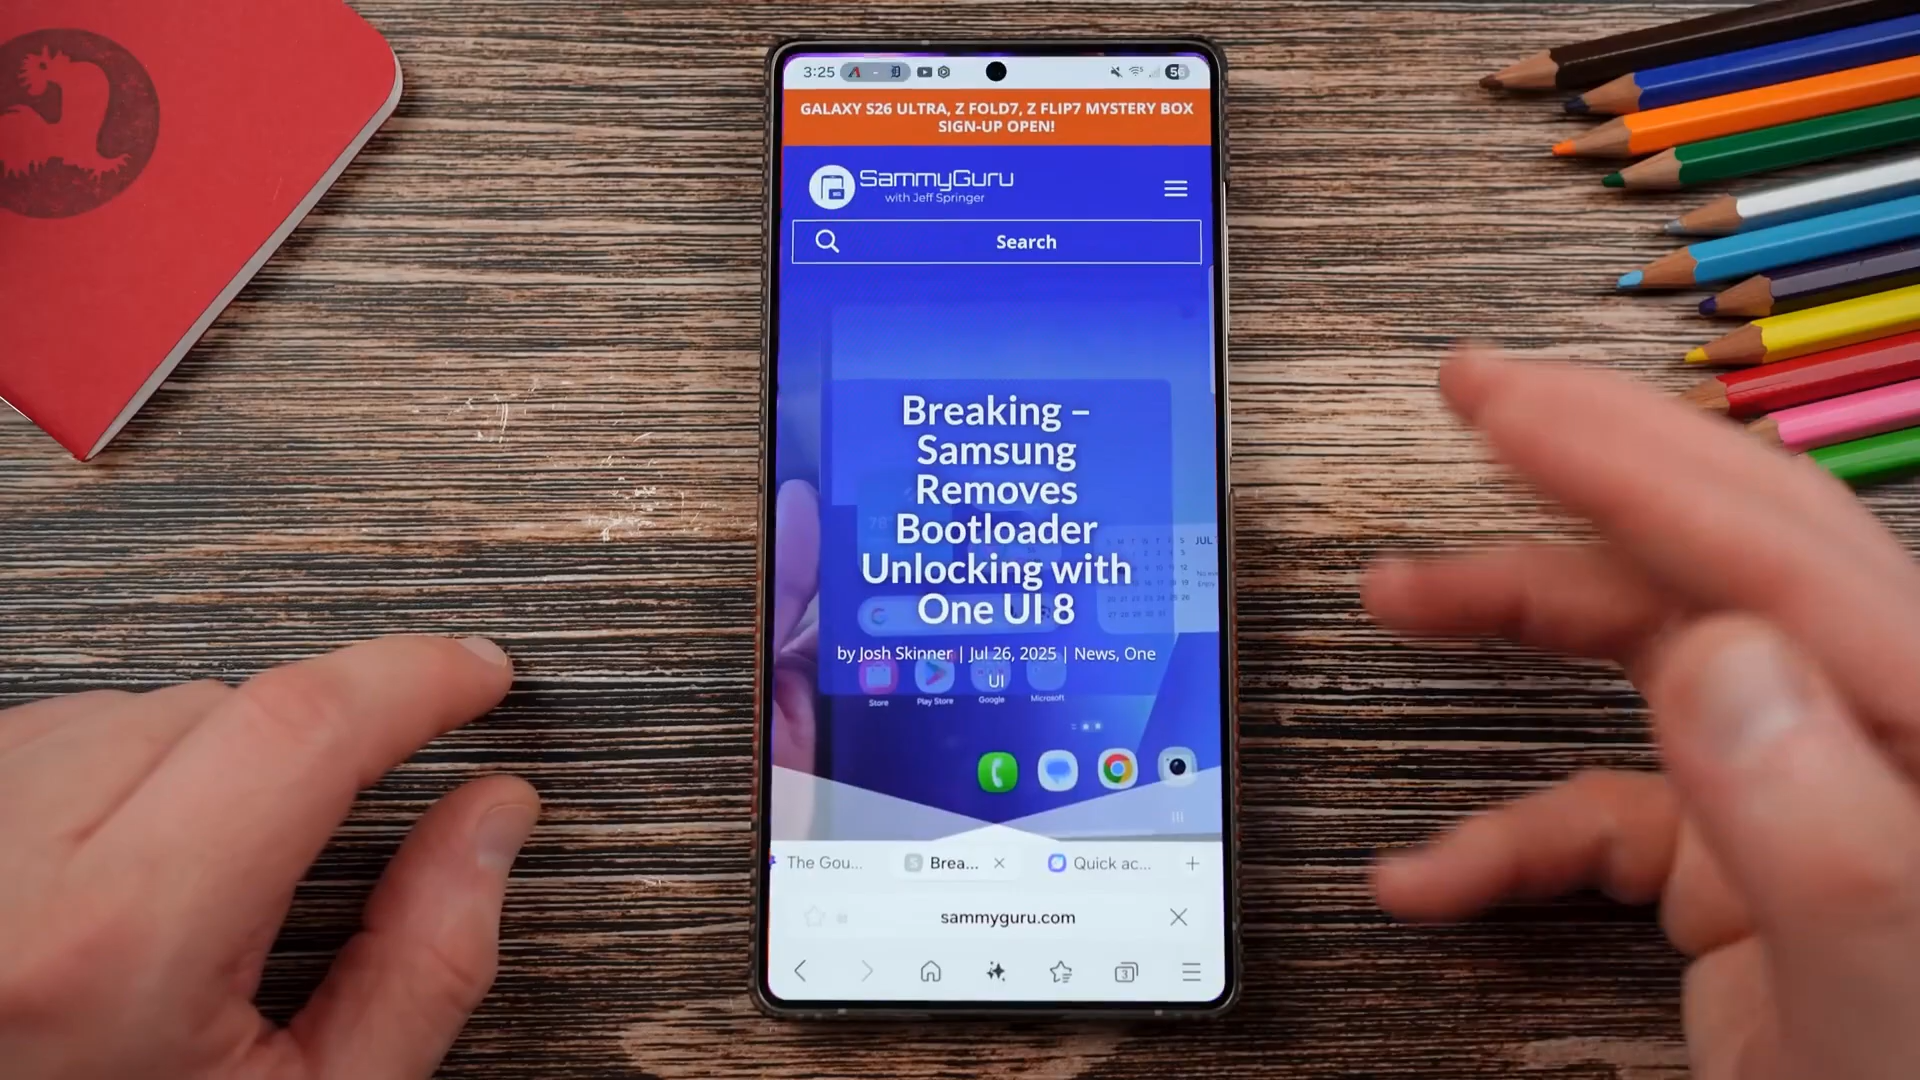 3:25
GALAXY S26 ULTRA, Z FOLD7, Z FLIP7 MYSTERY BOX
SIGN-UP OPEN!
SammyGuru
with Jeff Springer
Search
Breaking –
Samsung
Removes
Bootloader
Unlocking with
One UI 8
by Josh Skinner | Jul 26, 2025 | News, One
UI
JUL
Store
Play Store
Google
Microsoft
The Gou...
Brea...
Quick ac...
sammyguru.com
3